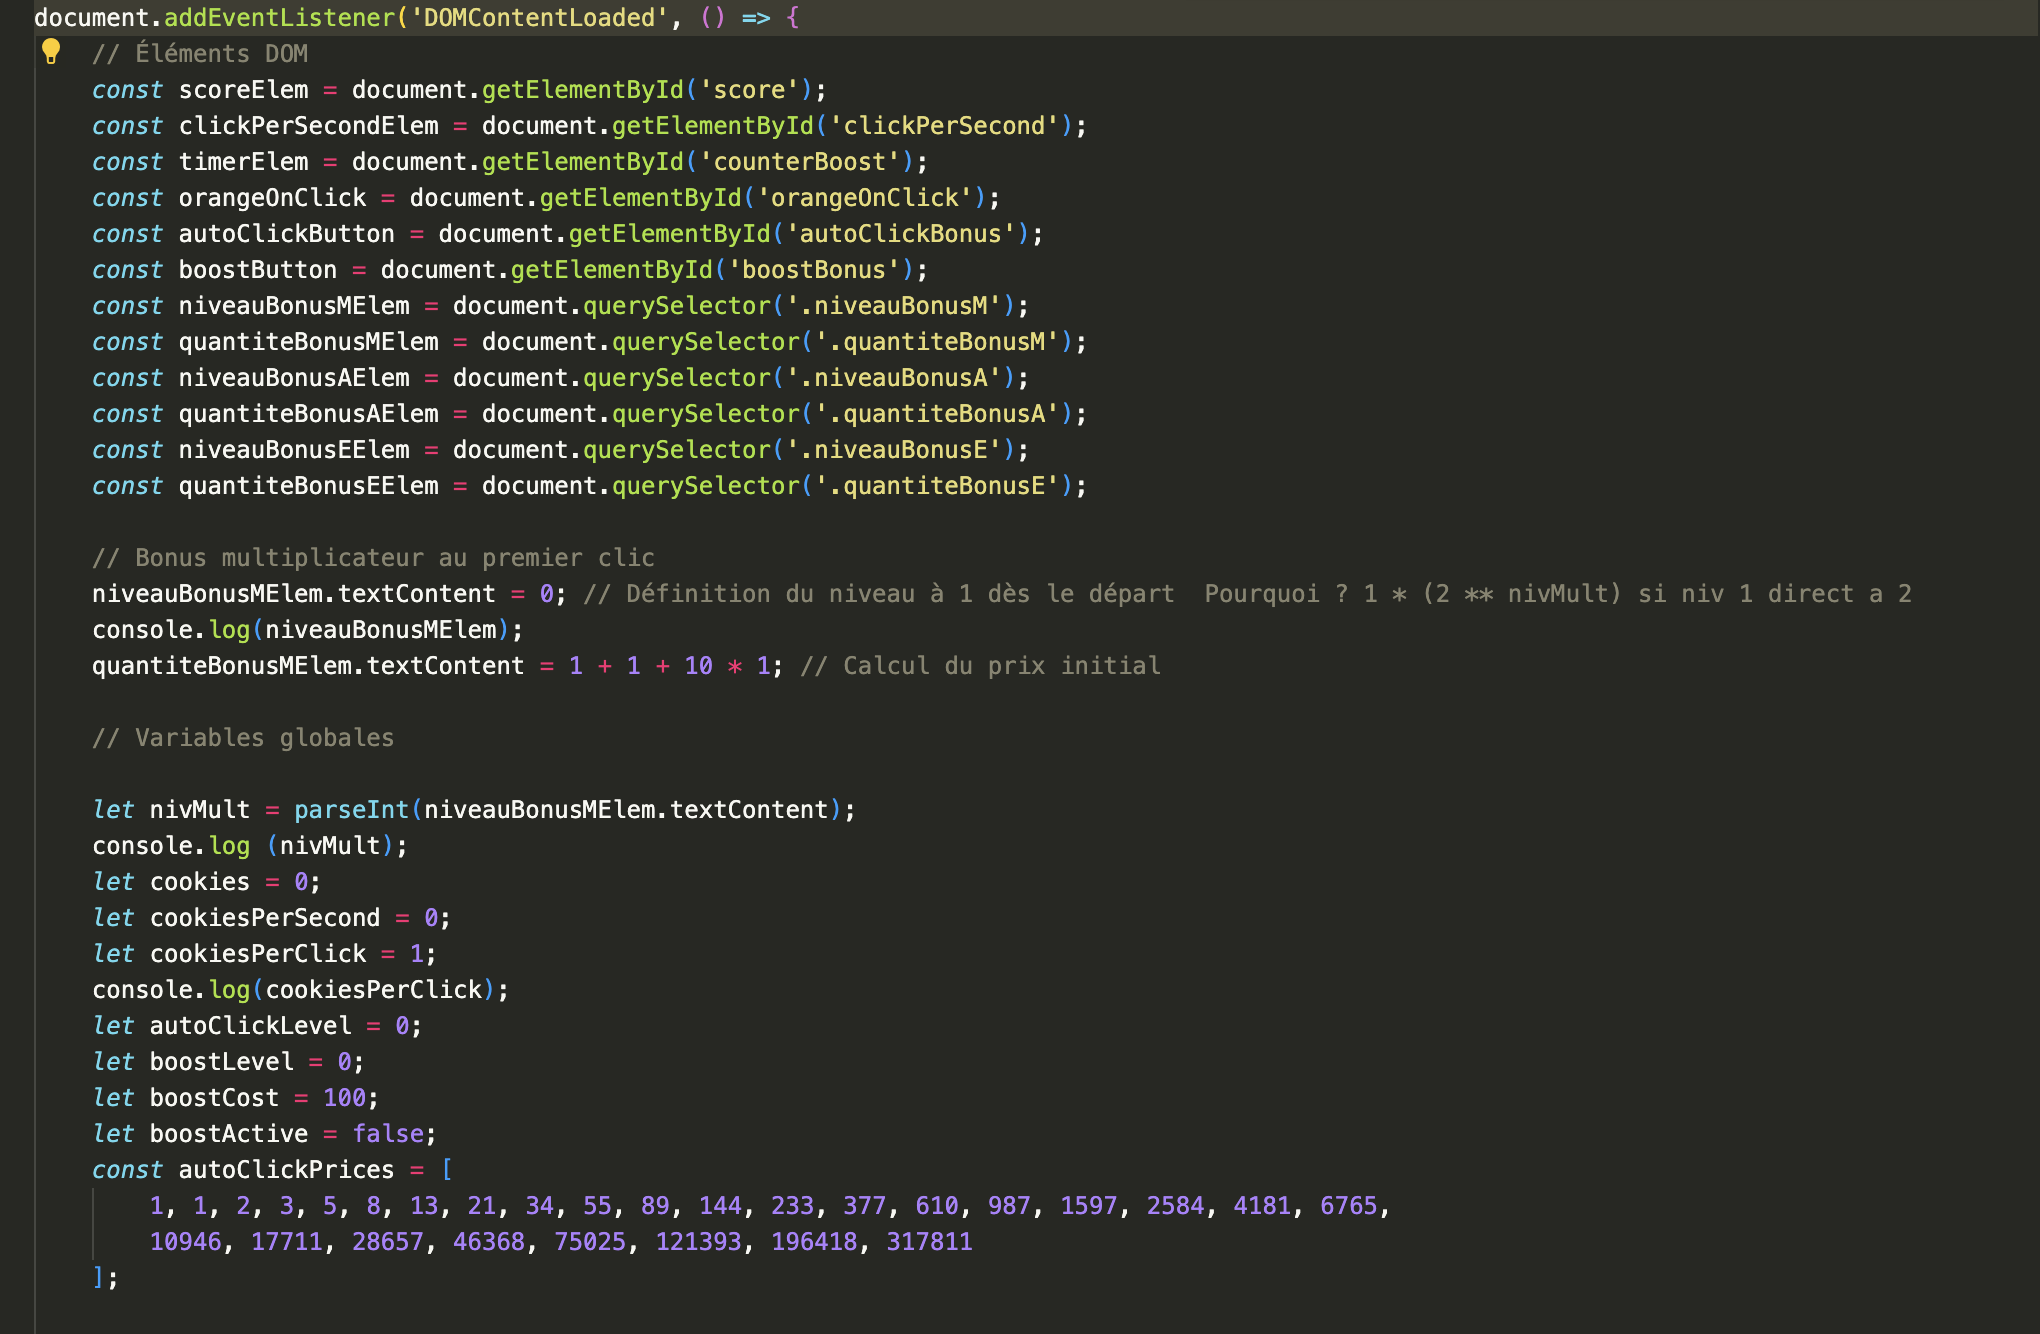 document.addEventListener('DOMContentLoaded', () => {
// Éléments DOM
const scoreElem = document.getElementById('score');
const clickPerSecondElem = document.getElementById('clickPerSecond');
const timerElem = document.getElementById('counterBoost');
const orangeOnClick = document.getElementById('orangeOnClick');
const autoClickButton = document.getElementById('autoClickBonus');
const boostButton = document.getElementById('boostBonus');
const niveauBonusMElem = document.querySelector('.niveauBonusM');
const quantiteBonusMElem = document.querySelector('.quantiteBonusM');
const niveauBonusAElem = document.querySelector('.niveauBonusA');
const quantiteBonusAElem = document.querySelector('.quantiteBonusA');
const niveauBonusEElem = document.querySelector('.niveauBonusE');
const quantiteBonusEElem = document.querySelector('.quantiteBonusE');
// Bonus multiplicateur au premier clic
niveauBonusMElem.textContent = 0; // Définition du niveau à 1 dès le départ  Pourquoi ? 1 * (2 ** nivMult) si niv 1 direct a 2
console.log(niveauBonusMElem);
quantiteBonusMElem.textContent = 1 + 1 + 10 * 1; // Calcul du prix initial
// Variables globales
let nivMult = parseInt(niveauBonusMElem.textContent);
console.log (nivMult);
let cookies = 0;
let cookiesPerSecond = 0;
let cookiesPerClick = 1;
console.log(cookiesPerClick);
let autoClickLevel = 0;
let boostLevel = 0;
let boostCost = 100;
let boostActive = false;
const autoClickPrices = [
1, 1, 2, 3, 5, 8, 13, 21, 34, 55, 89, 144, 233, 377, 610, 987, 1597, 2584, 4181, 6765,
10946, 17711, 28657, 46368, 75025, 121393, 196418, 317811
];